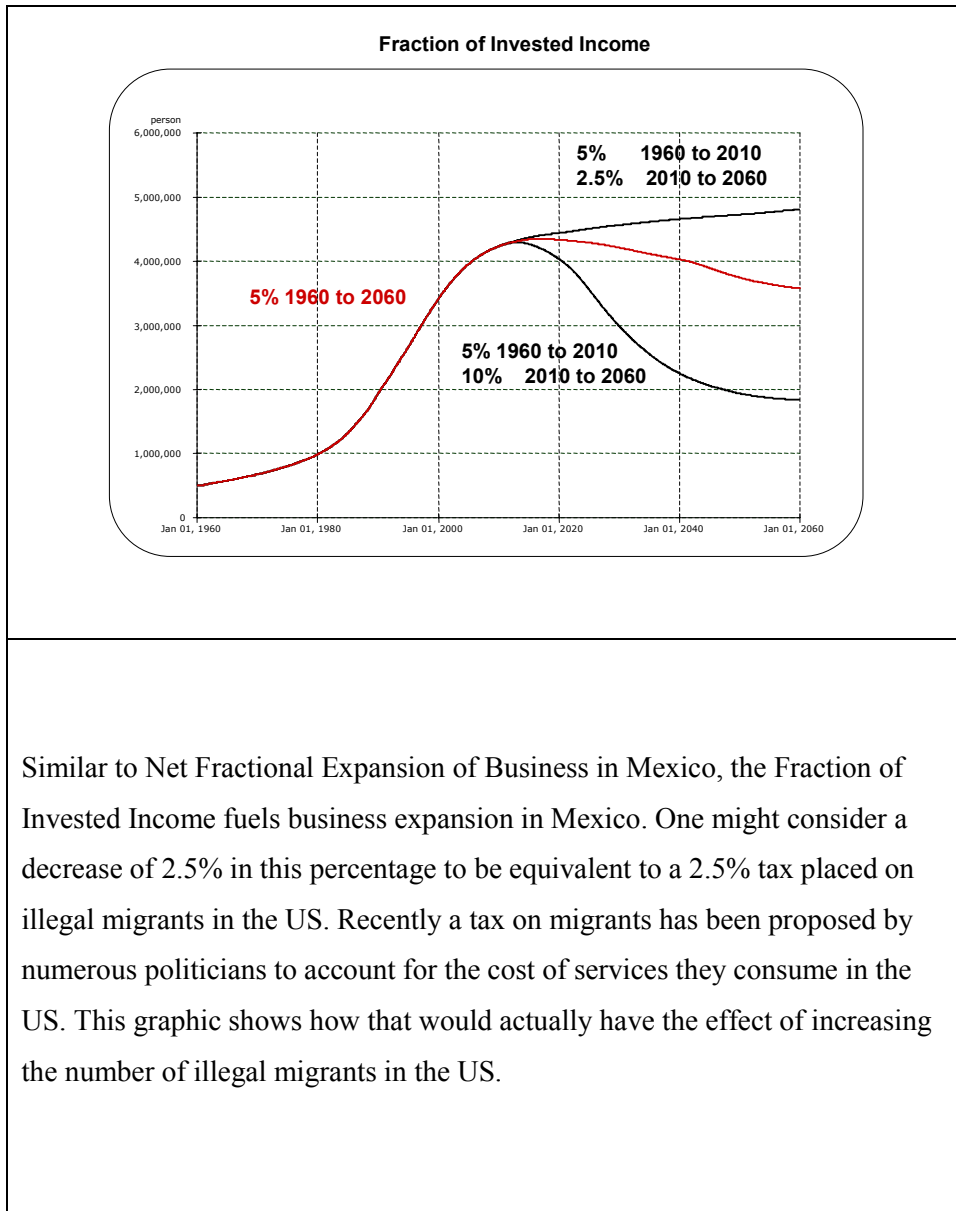 Fraction of Invested Income
person
6,000,000
5% 1960 to 2010
2.5% 2010 to 2060
5,000,000
4,000,000
5% 1960 to 2060
3,000,000
5% 1960 to 2010
10% 2010 to 2060
2,000,000
1,000,000
0
Jan 01, 1960 Jan 01, 1980 Jan 01, 2000 Jan 01, 2020 Jan 01, 2040 Jan 01, 2060
Similar to Net Fractional Expansion of Business in Mexico, the Fraction of
Invested Income fuels business expansion in Mexico. One might consider a
decrease of 2.5% in this percentage to be equivalent to a 2.5% tax placed on
illegal migrants in the US. Recently a tax on migrants has been proposed by
numerous politicians to account for the cost of services they consume in the
US. This graphic shows how that would actually have the effect of increasing
the number of illegal migrants in the US.